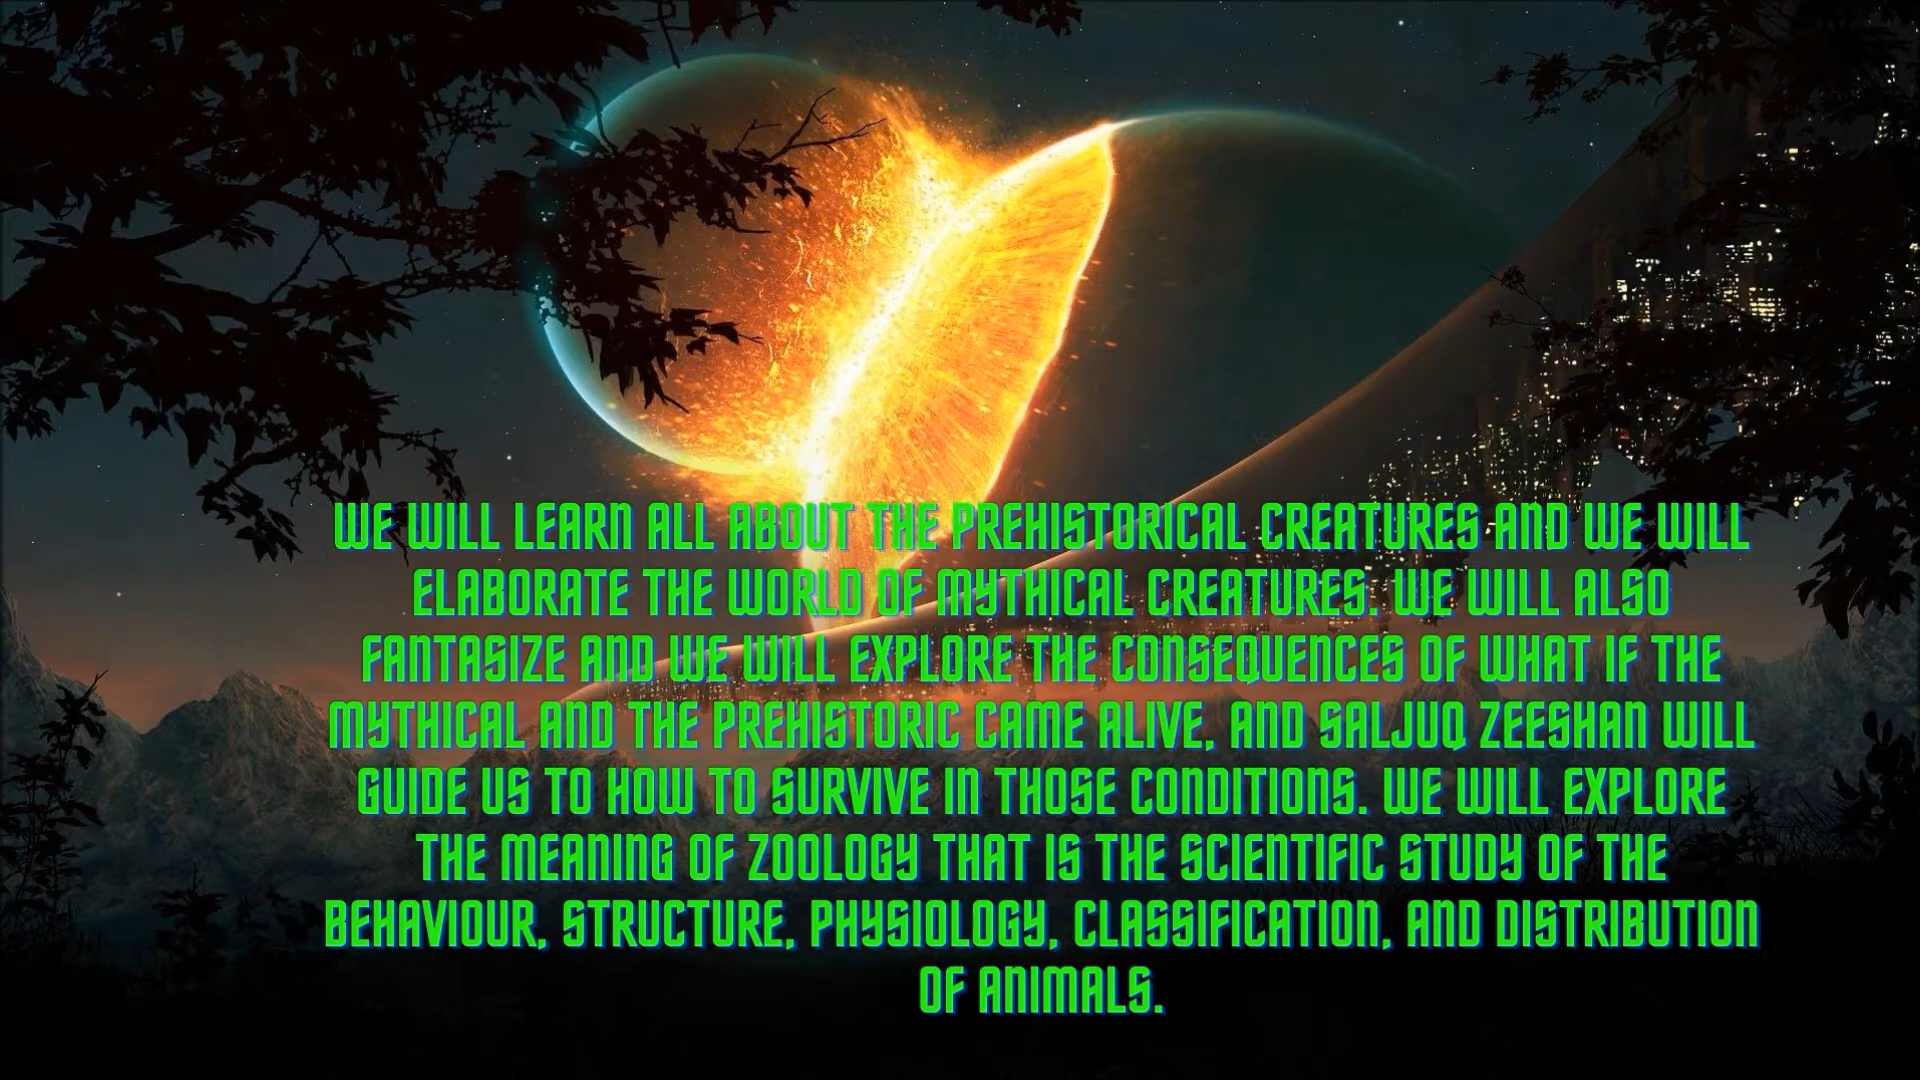 WE WILL LEARN ALL ABOUT THE PREHISTORICAL CREATURES AND WE WILL
ELABORATE THE WORLD OF MYTHICAL CREATURES. WE WILL ALSO
FANTASIZE AND WE WILL EXPLORE THE CONSEQUENCES OF WHAT IF THE
MYTHICAL AND THE PREHISTORIC CAME ALIVE, AND SALJUQ ZEESHAN WILL
GUIDE US TO HOW TO SURVIVE IN THOSE CONDITIONS. WE WILL EXPLORE
THE MEANING OF ZOOLOGY THAT IS THE SCIENTIFIC STUDY OF THE
BEHAVIOUR, STRUCTURE, PHYSIOLOGY, CLASSIFICATION, AND DISTRIBUTION
OF ANIMALS.